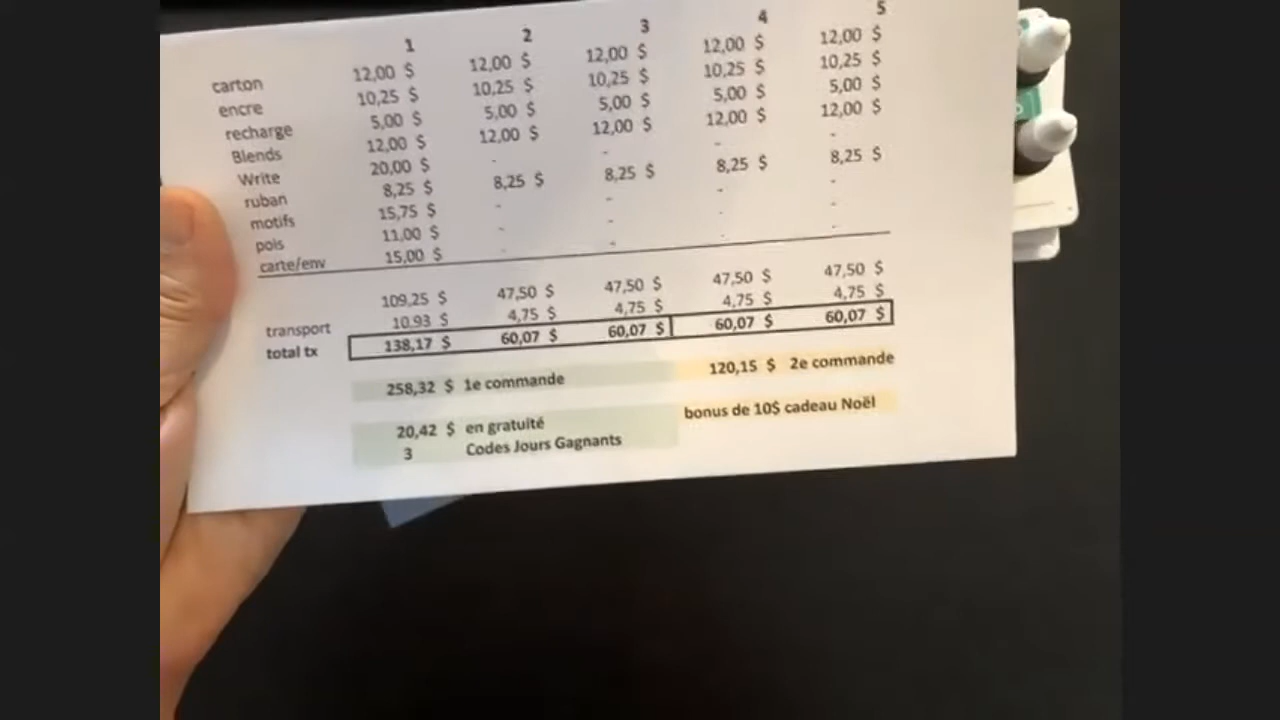 1 2 3 4 5
carton 12,00 $ 12,00 $ 12,00 $ 12,00 $ 12,00 $
encre 10,25 $ 10,25 $ 10,25 $ 10,25 $ 10,25 $
recharge 5,00 $ 5,00 $ 5,00 $ 5,00 $ 5,00 $
Blends 12,00 $ 12,00 $ 12,00 $ 12,00 $ 12,00 $
Write 20,00 $ - - - -
ruban 8,25 $ 8,25 $ 8,25 $ 8,25 $ 8,25 $
motifs 15,75 $ - - - -
pois 11,00 $ - - - -
carte/env 15,00 $ - - - -
109,25 $ 47,50 $ 47,50 $ 47,50 $ 47,50 $
transport 10,93 $ 4,75 $ 4,75 $ 4,75 $ 4,75 $
total tx 138,17 $ 60,07 $ 60,07 $ 60,07 $ 60,07 $
258,32 $ 1e commande 120,15 $ 2e commande
20,42 $ en gratuité bonus de 10$ cadeau Noël
3 Codes Jours Gagnants